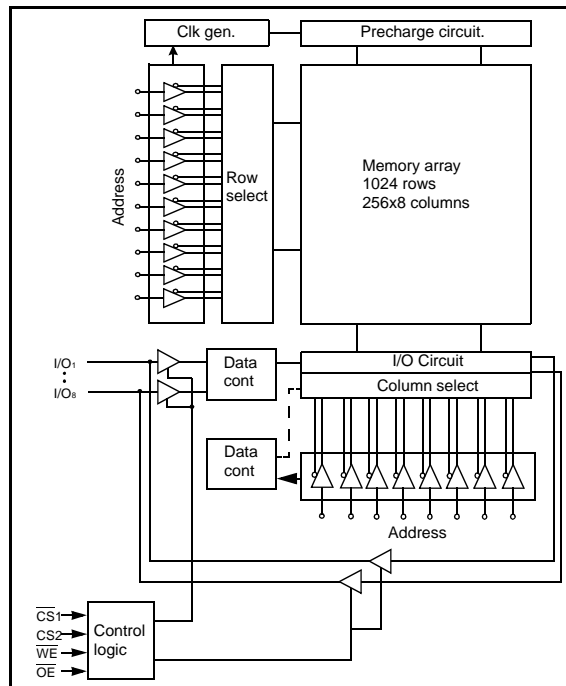 Clk gen.
Precharge circuit.
Address
Row
select
Memory array
1024 rows
256x8 columns
I/O1
I/O8
Data
cont
I/O Circuit
Column select
Data
cont
Address
CS1
CS2
WE
OE
Control
logic